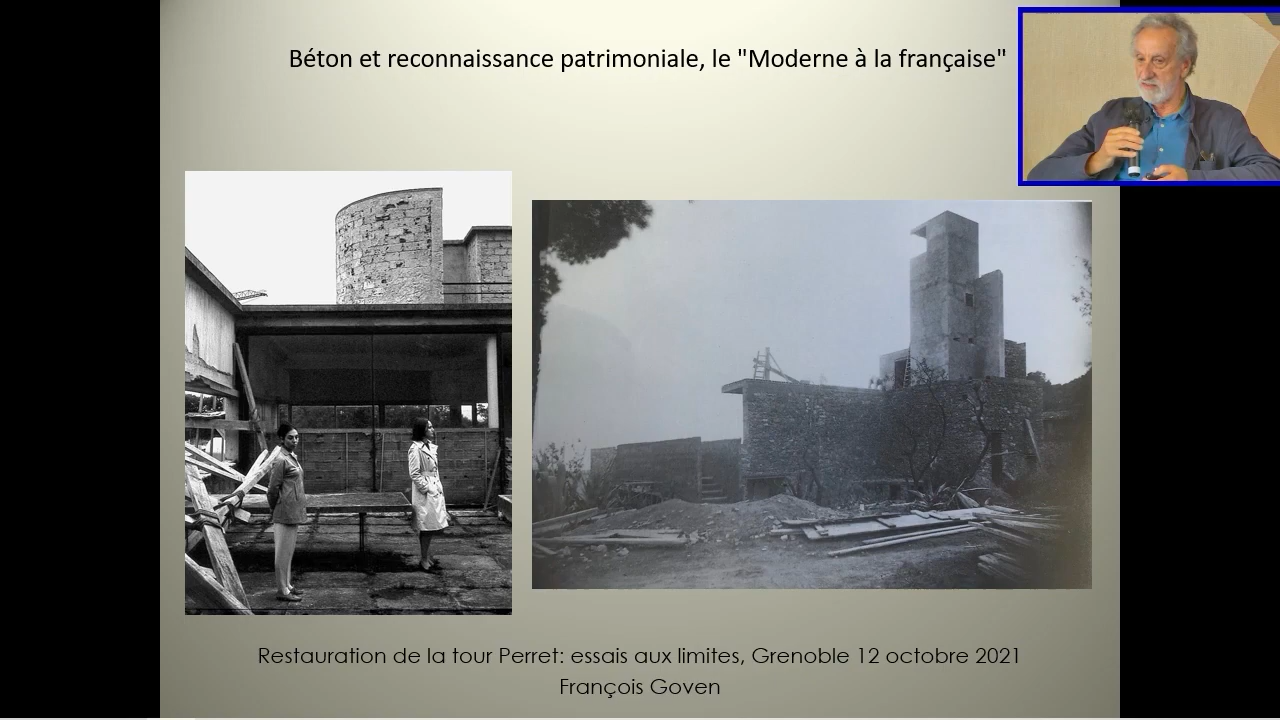 Béton et reconnaissance patrimoniale, le "Moderne à la française"
Restauration de la tour Perret: essais aux limites, Grenoble 12 octobre 2021
François Goven